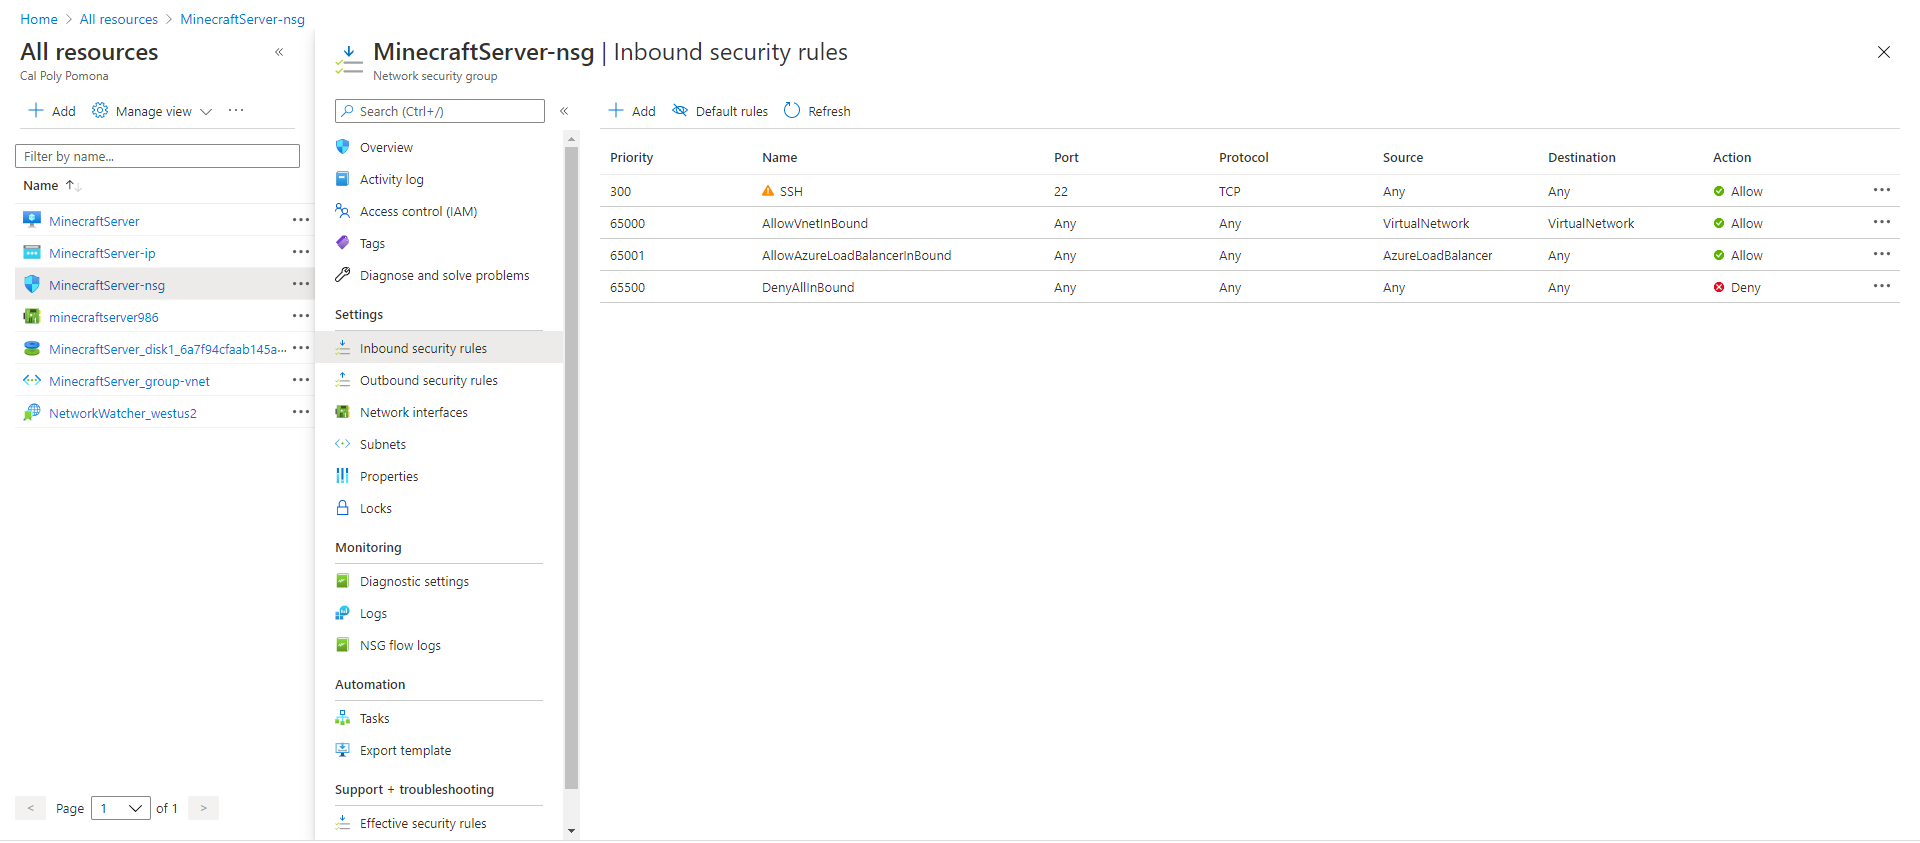 Home > All resources > MinecraftServer-nsg
All resources
Cal Poly Pomona
«
Add
Manage view
...
Filter by name...
Name
MinecraftServer
MinecraftServer-ip
MinecraftServer-nsg
minecraftserver986
MinecraftServer_disk1_6a7f94cfaab145a...
MinecraftServer_group-vnet
NetworkWatcher_westus2
< Page 1 of 1 >
MinecraftServer-nsg | Inbound security rules
Network security group
Search (Ctrl+/)
«
Overview
Activity log
Access control (IAM)
Tags
Diagnose and solve problems
Settings
Inbound security rules
Outbound security rules
Network interfaces
Subnets
Properties
Locks
Monitoring
Diagnostic settings
Logs
NSG flow logs
Automation
Tasks
Export template
Support + troubleshooting
Effective security rules
Add Default rules Refresh
Priority Name Port Protocol Source Destination Action
300 SSH 22 TCP Any Any Allow
65000 AllowVnetInBound Any Any VirtualNetwork VirtualNetwork Allow
65001 AllowAzureLoadBalancerInBound Any Any AzureLoadBalancer Any Allow
65500 DenyAllInBound Any Any Any Any Deny